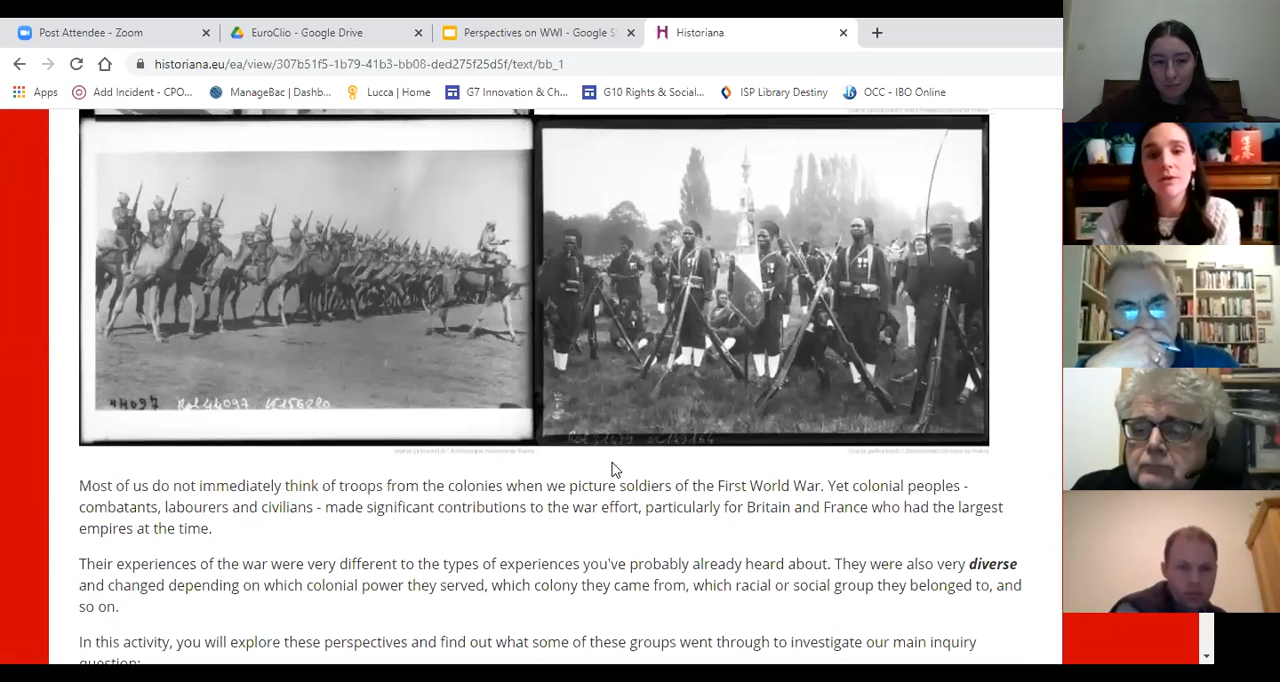 Post Attendee - Zoom
EuroClio - Google Drive
Perspectives on WWI - Google S
Historiana
historiana.eu/ea/view/307b51f5-1b79-41b3-bb08-ded275f25d5f/text/bb_1
Apps
Add Incident - CPO...
ManageBac | Dashb...
Lucca | Home
G7 Innovation & Ch...
G10 Rights & Social...
ISP Library Destiny
OCC - IBO Online
Most of us do not immediately think of troops from the colonies when we picture soldiers of the First World War. Yet colonial peoples -
combatants, labourers and civilians - made significant contributions to the war effort, particularly for Britain and France who had the largest
empires at the time.
Their experiences of the war were very different to the types of experiences you've probably already heard about. They were also very diverse
and changed depending on which colonial power they served, which colony they came from, which racial or social group they belonged to, and
so on.
In this activity, you will explore these perspectives and find out what some of these groups went through to investigate our main inquiry
question: